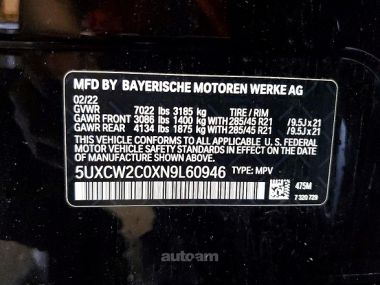 MFD BY BAYERISCHE MOTOREN WERKE AG
02/22
GVWR 7022 lbs 3185 kg TIRE / RIM
GAWR FRONT 3086 lbs 1400 kg WITH 285/45 R21 / 9.5J x 21
GAWR REAR 4134 lbs 1875 kg WITH 285/45 R21 / 9.5J x 21
THIS VEHICLE CONFORMS TO ALL APPLICABLE U. S. FEDERAL
MOTOR VEHICLE SAFETY STANDARDS IN EFFECT ON THE
DATE OF MANUFACTURE SHOWN ABOVE.
5UXCW2C0XN9L60946 TYPE: MPV
475M
7 320 729
autoam